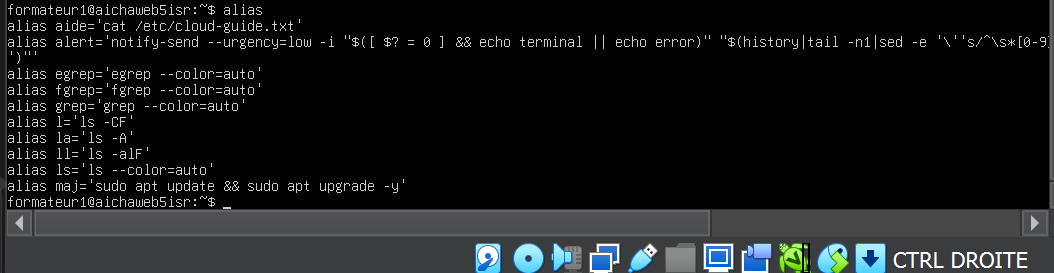 formateur1@aichaweb5isr:~$ alias
alias aide='cat /etc/cloud-guide.txt'
alias alert='notify-send --urgency=low -i "$([ $? = 0 ] && echo terminal || echo error)" "$(history|tail -n1|sed -e '\''s/^\s*[0-9]
')"'
alias egrep='egrep --color=auto'
alias fgrep='fgrep --color=auto'
alias grep='grep --color=auto'
alias l='ls -CF'
alias la='ls -A'
alias ll='ls -alF'
alias ls='ls --color=auto'
alias maj='sudo apt update && sudo apt upgrade -y'
formateur1@aichaweb5isr:~$ _
CTRL DROITE